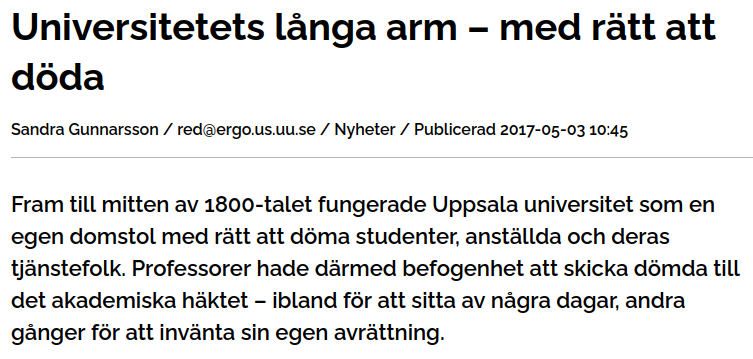 Universitetets långa arm – med rätt att
döda
Sandra Gunnarsson / red@ergo.us.uu.se / Nyheter / Publicerad 2017-05-03 10:45
Fram till mitten av 1800-talet fungerade Uppsala universitet som en
egen domstol med rätt att döma studenter, anställda och deras
tjänstefolk. Professorer hade därmed befogenhet att skicka dömda till
det akademiska häktet – ibland för att sitta av några dagar, andra
gånger för att invänta sin egen avrättning.